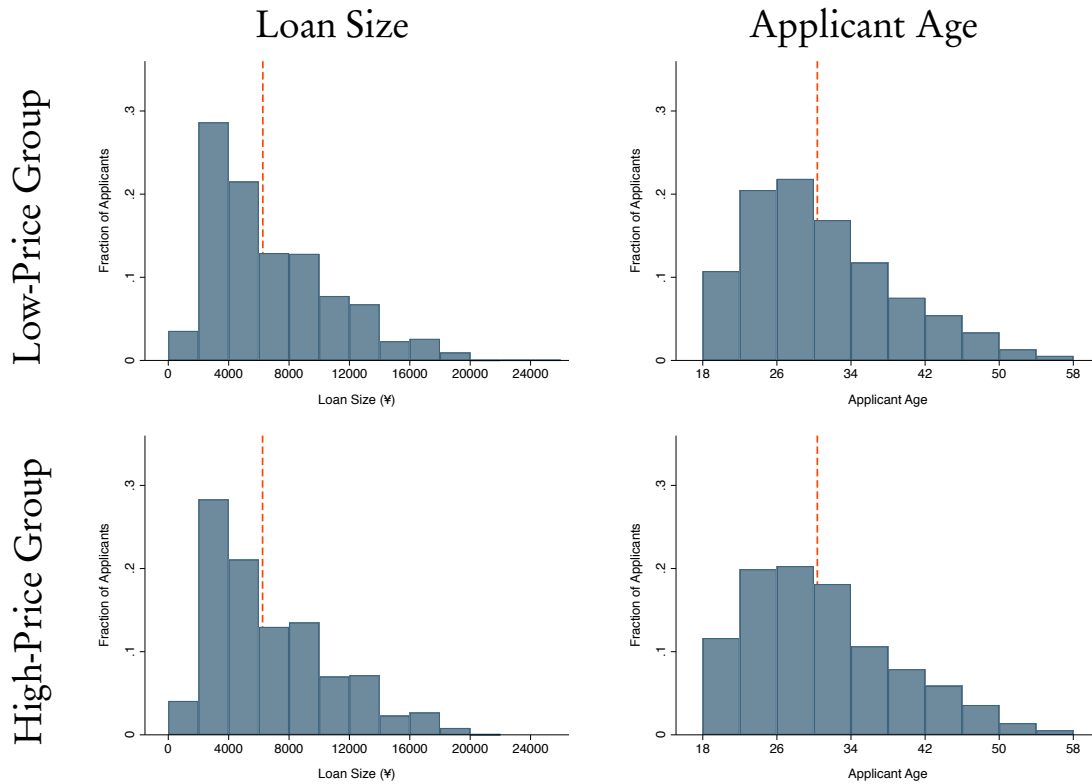 Loan Size
Applicant Age
Low-Price Group
Fraction of Applicants
0 .1 .2 .3
0 4000 8000 12000 16000 20000 24000
Loan Size (¥)
Fraction of Applicants
0 .1 .2 .3
18 26 34 42 50 58
Applicant Age
High-Price Group
Fraction of Applicants
0 .1 .2 .3
0 4000 8000 12000 16000 20000 24000
Loan Size (¥)
Fraction of Applicants
0 .1 .2 .3
18 26 34 42 50 58
Applicant Age